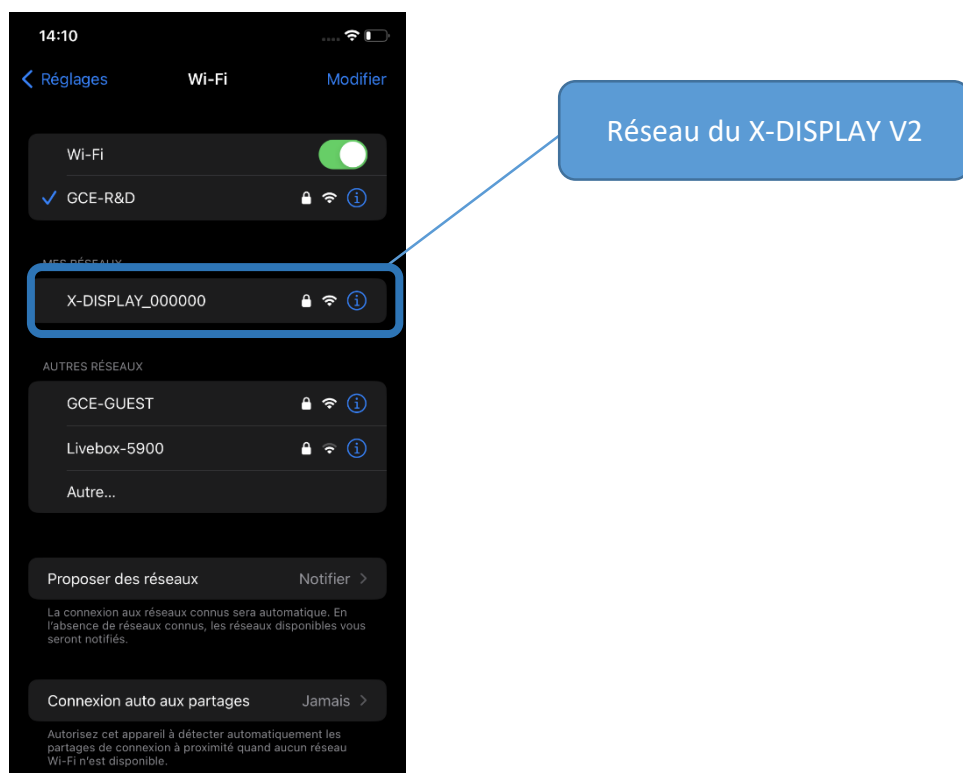 14:10
Réglages Wi-Fi Modifier
Réseau du X-DISPLAY V2
Wi-Fi
GCE-R&D
MES RÉSEAUX
X-DISPLAY_000000
AUTRES RÉSEAUX
GCE-GUEST
Livebox-5900
Autre...
Proposer des réseaux Notifier
La connexion aux réseaux connus sera automatique. En
l'absence de réseaux connus, les réseaux disponibles vous
seront notifiés.
Connexion auto aux partages Jamais
Autorisez cet appareil à détecter automatiquement les
partages de connexion à proximité quand aucun réseau
Wi-Fi n'est disponible.